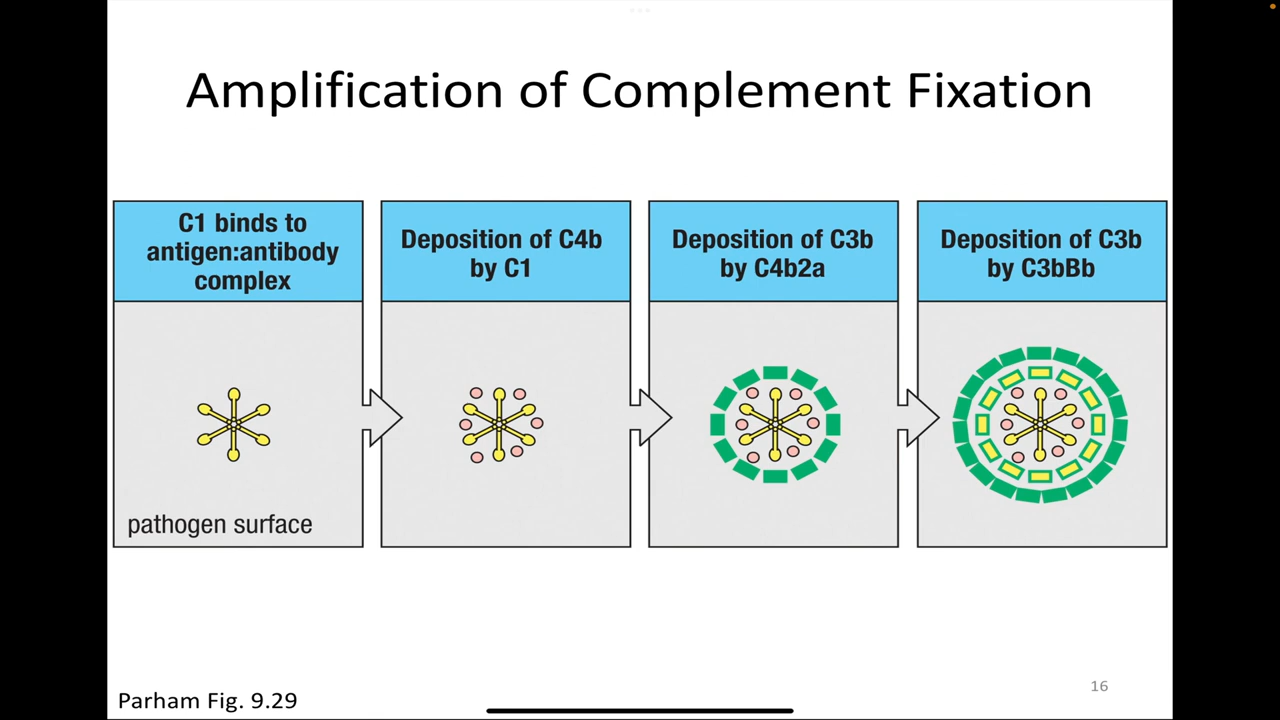 Amplification of Complement Fixation
C1 binds to
antigen:antibody
complex
Deposition of C4b
by C1
Deposition of C3b
by C4b2a
Deposition of C3b
by C3bBb
pathogen surface
Parham Fig. 9.29
16